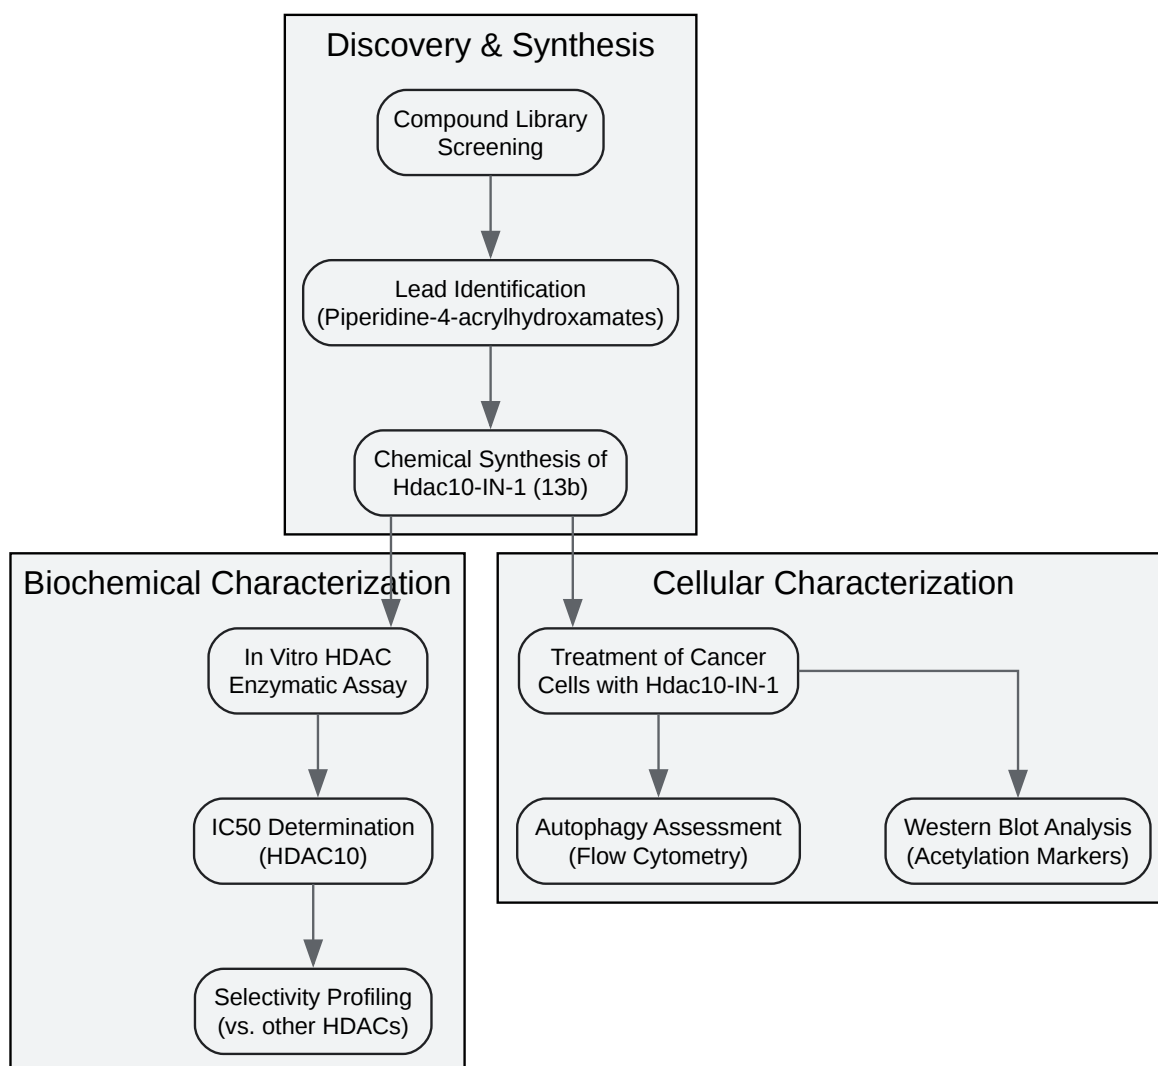 Discovery & Synthesis
Compound Library
Screening
Lead Identification
(Piperidine-4-acrylhydroxamates)
Chemical Synthesis of
Hdac10-IN-1 (13b)
Biochemical Characterization
In Vitro HDAC
Enzymatic Assay
IC50 Determination
(HDAC10)
Selectivity Profiling
(vs. other HDACs)
Cellular Characterization
Treatment of Cancer
Cells with Hdac10-IN-1
Autophagy Assessment
(Flow Cytometry)
Western Blot Analysis
(Acetylation Markers)